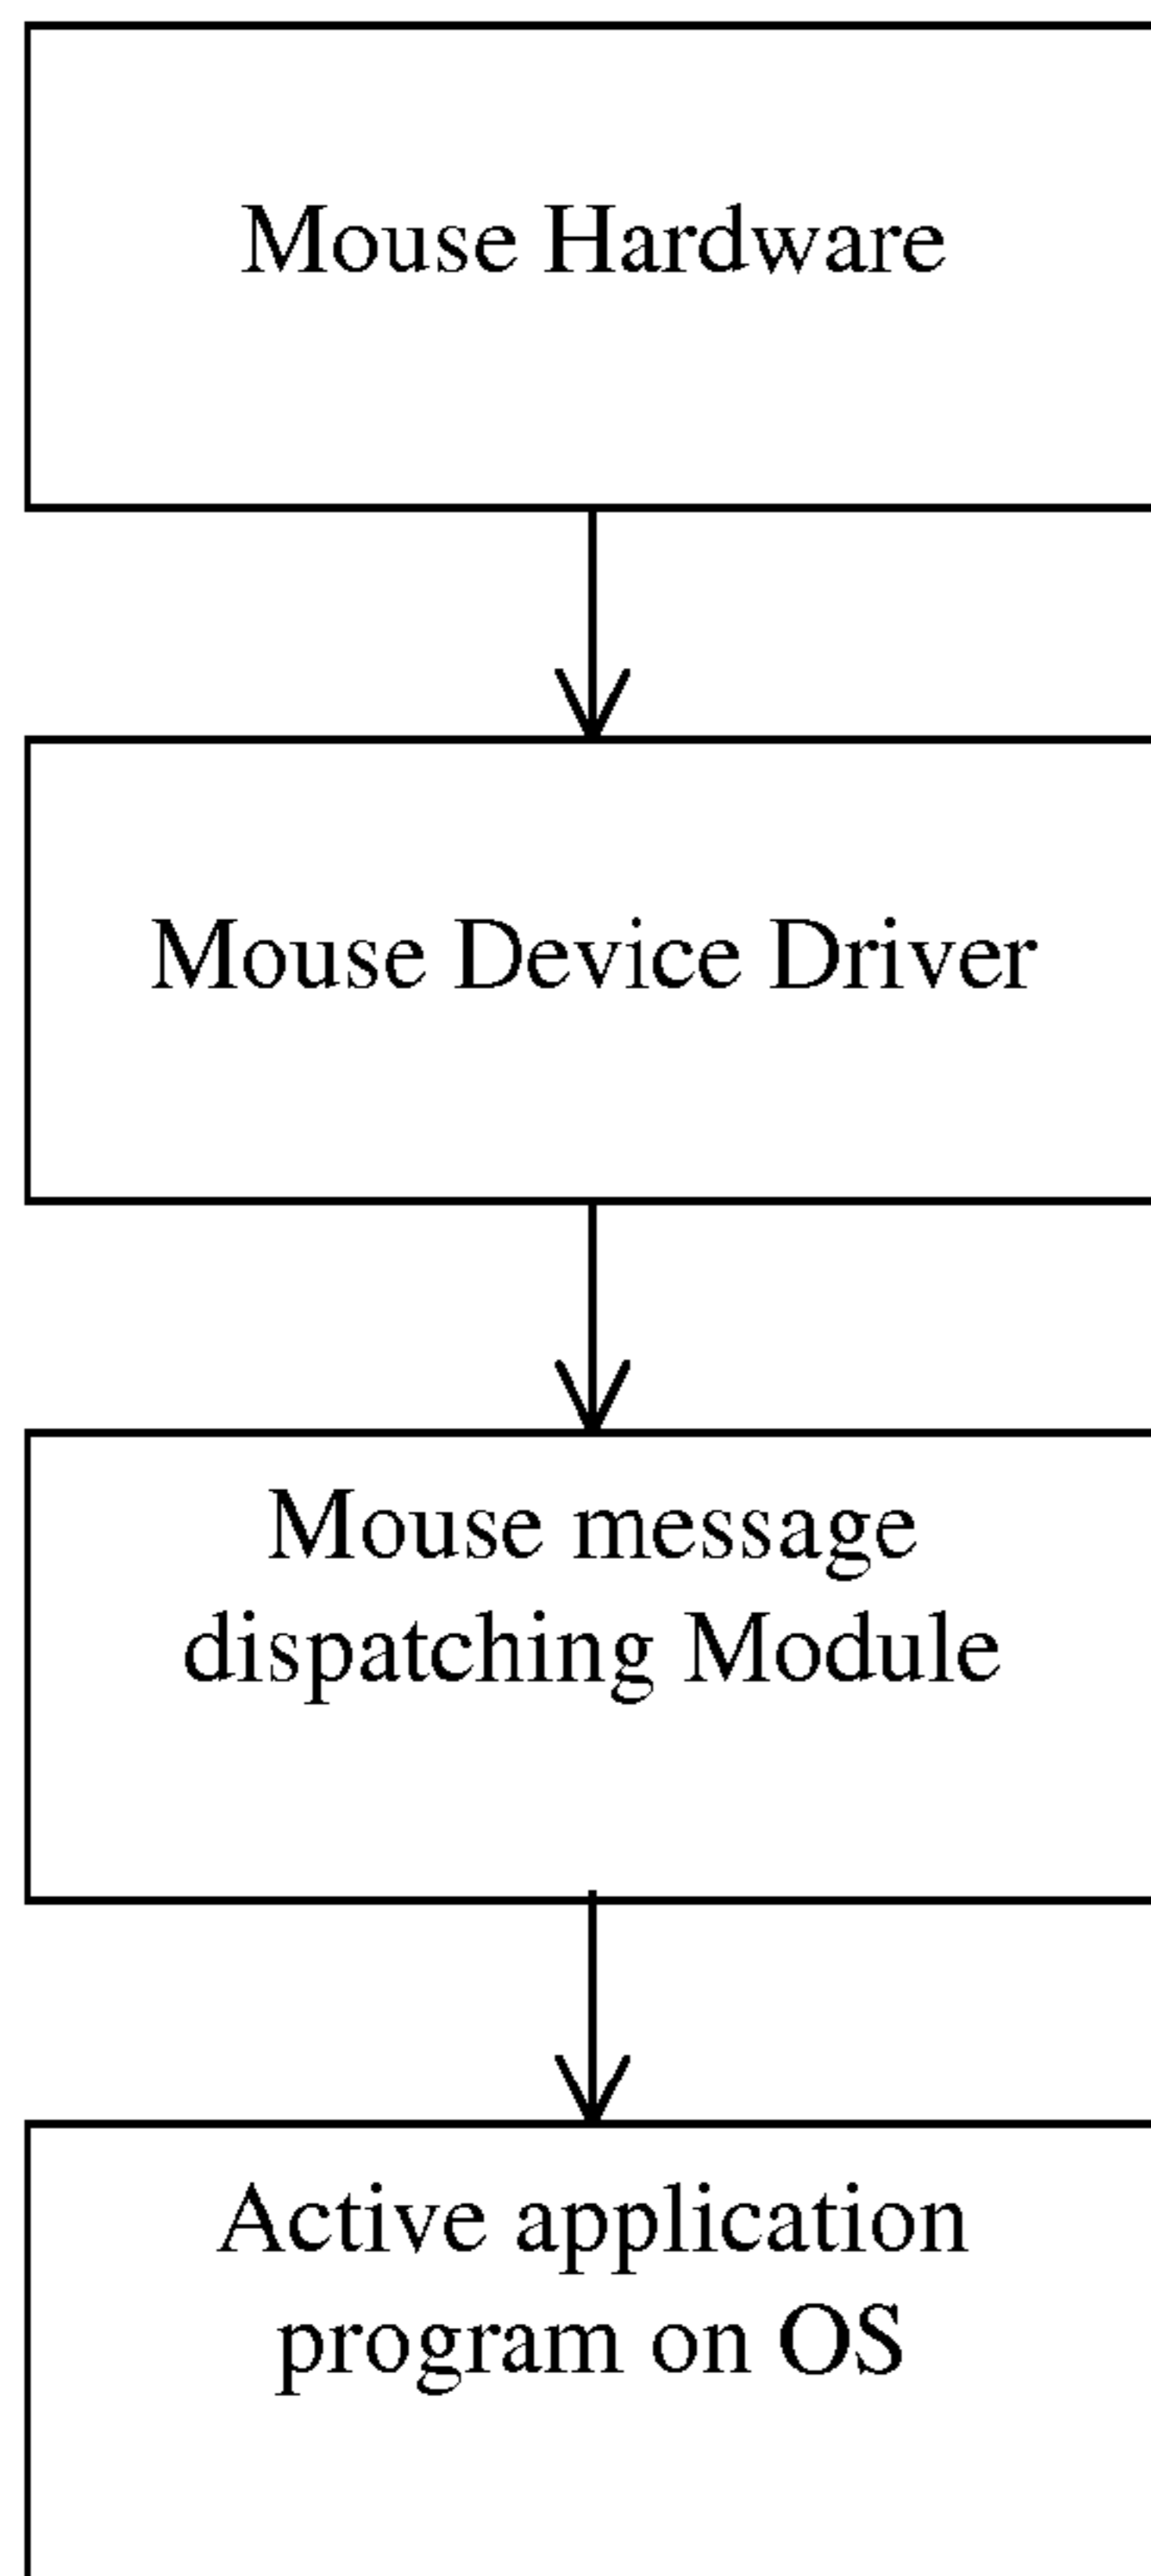 Mouse Hardware
Mouse Device Driver
Mouse message
dispatching Module
Active application
program on OS